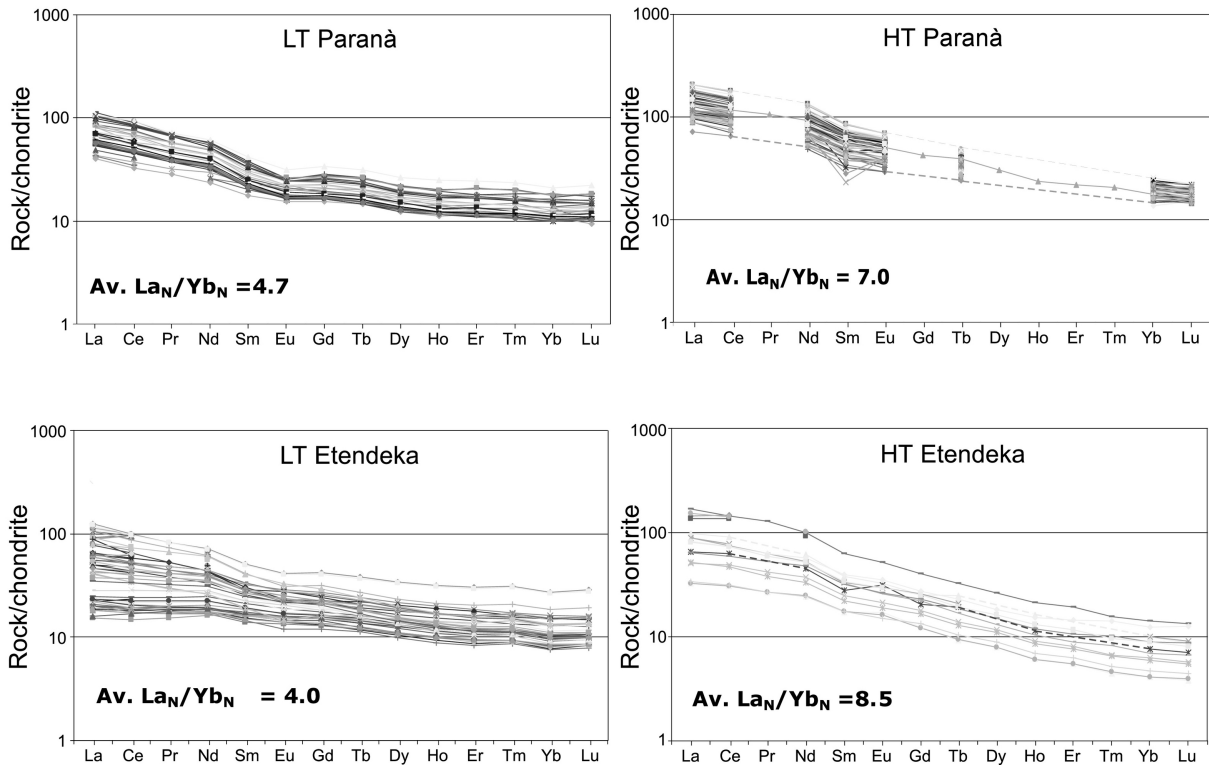 LT Paranà
1000
100
10
1
Rock/chondrite
Av. LaN/YbN =4.7
La Ce Pr Nd Sm Eu Gd Tb Dy Ho Er Tm Yb Lu
HT Paranà
1000
100
10
1
Rock/chondrite
Av. LaN/YbN = 7.0
La Ce Pr Nd Sm Eu Gd Tb Dy Ho Er Tm Yb Lu
LT Etendeka
1000
100
10
1
Rock/chondrite
Av. LaN/YbN = 4.0
La Ce Pr Nd Sm Eu Gd Tb Dy Ho Er Tm Yb Lu
HT Etendeka
1000
100
10
1
Rock/chondrite
Av. LaN/YbN =8.5
La Ce Pr Nd Sm Eu Gd Tb Dy Ho Er Tm Yb Lu